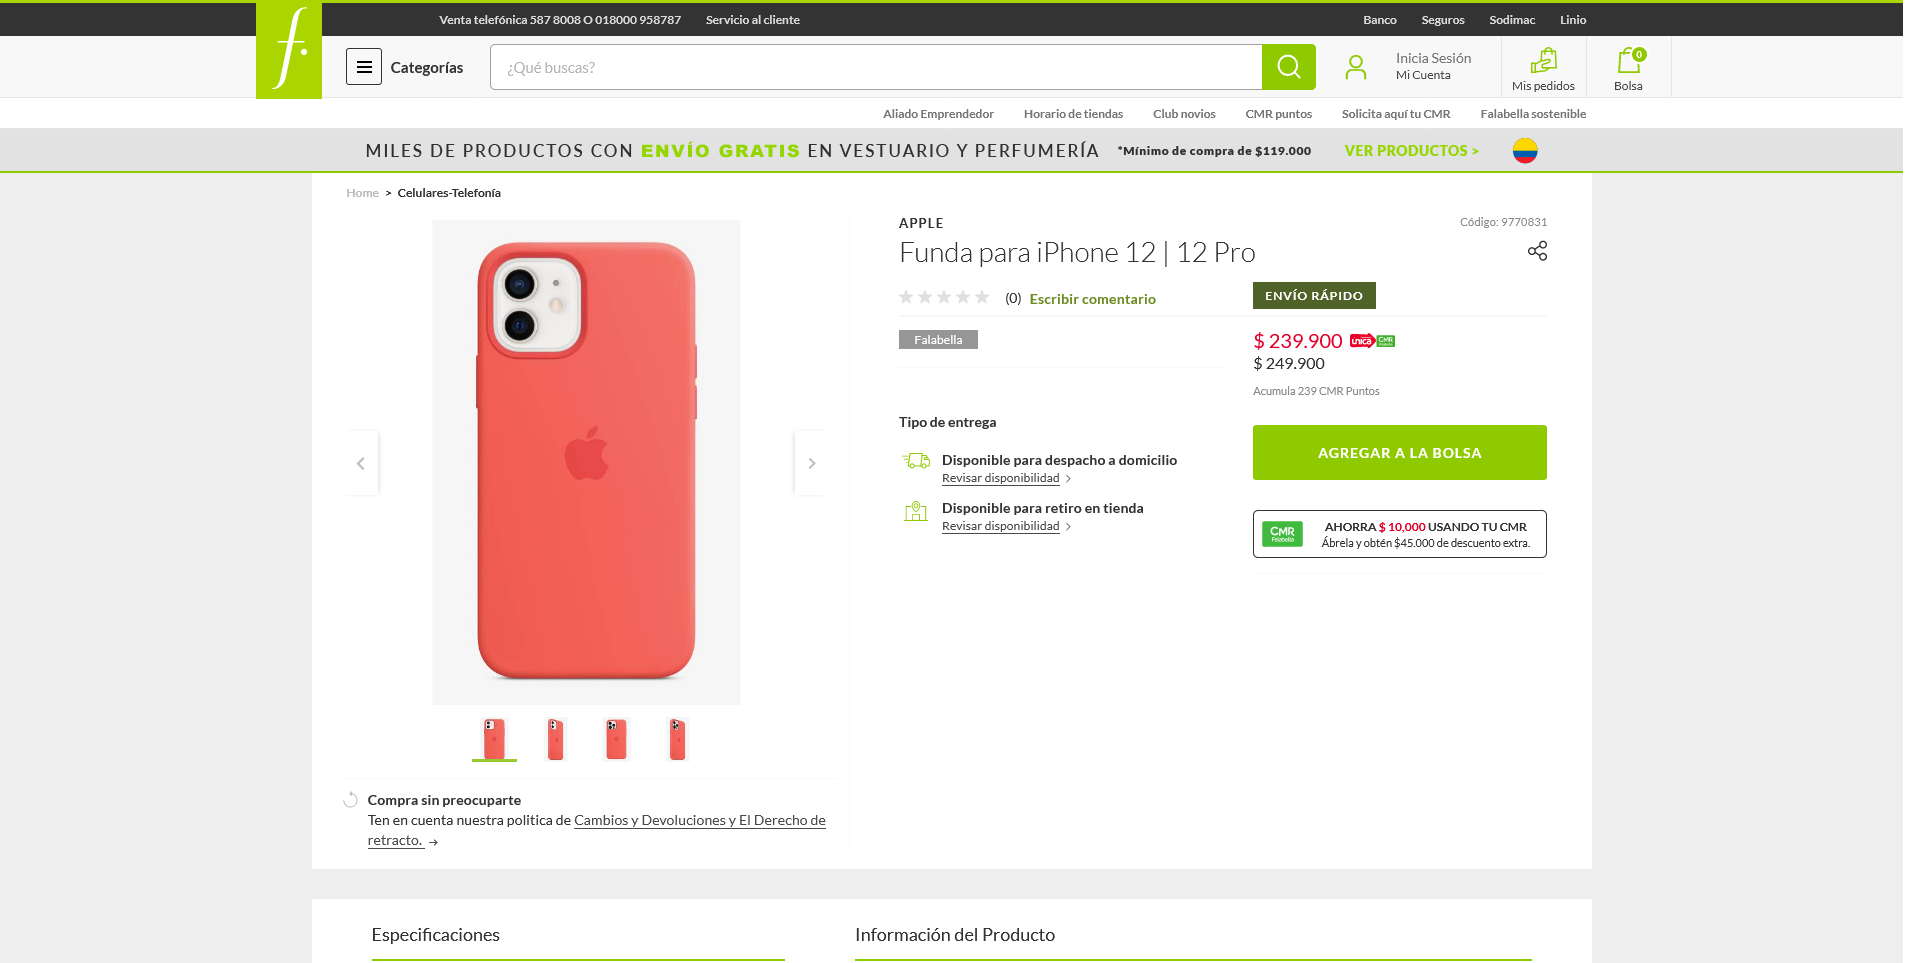 Venta telefónica 587 8008 O 018000 958787 Servicio al cliente Banco Seguros Sodimac Linio
f.
Categorías
¿Qué buscas?
Inicia Sesión
Mi Cuenta
Mis pedidos
0
Bolsa
Aliado Emprendedor Horario de tiendas Club novios CMR puntos Solicita aquí tu CMR Falabella sostenible
MILES DE PRODUCTOS CON ENVÍO GRATIS EN VESTUARIO Y PERFUMERÍA *Mínimo de compra de $119.000 VER PRODUCTOS >
Home > Celulares-Telefonía
APPLE
Código: 9770831
Funda para iPhone 12 | 12 Pro
(0) Escribir comentario
ENVÍO RÁPIDO
Falabella
$ 239.900 unica CMR
$ 249.900
Acumula 239 CMR Puntos
Tipo de entrega
Disponible para despacho a domicilio
Revisar disponibilidad >
Disponible para retiro en tienda
Revisar disponibilidad >
AGREGAR A LA BOLSA
CMR
Falabella
AHORRA $ 10,000 USANDO TU CMR
Ábrela y obtén $45.000 de descuento extra.
Compra sin preocuparte
Ten en cuenta nuestra politica de Cambios y Devoluciones y El Derecho de
retracto. →
Especificaciones
Información del Producto